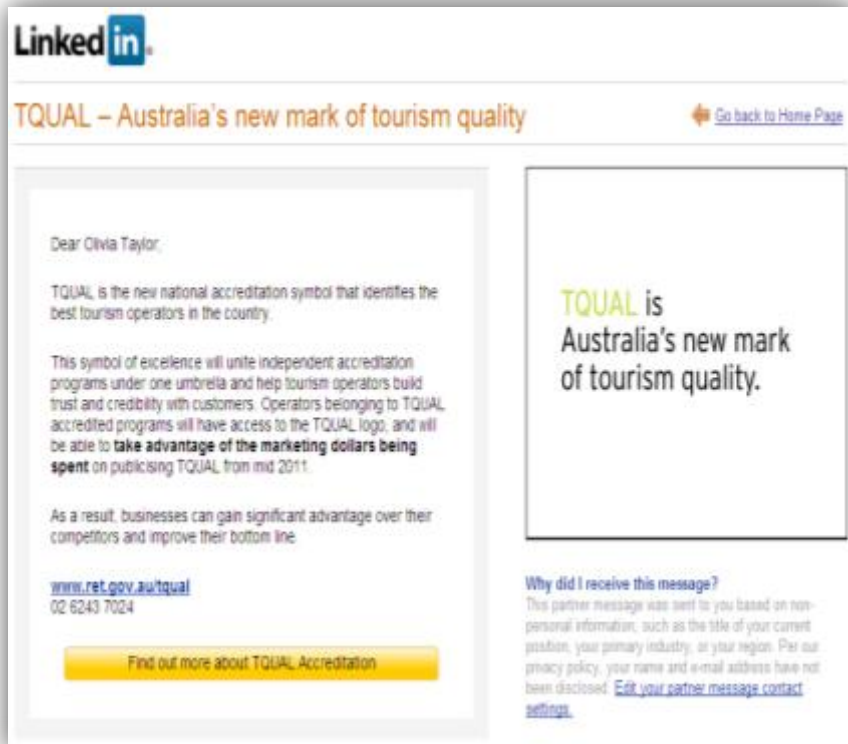 Linked in
TQUAL – Australia's new mark of tourism quality
Go back to Home Page
Dear Olivia Taylor,
TQUAL is the new national accreditation symbol that identifies the
best tourism operators in the country.
This symbol of excellence will unite independent accreditation
programs under one umbrella and help tourism operators build
trust and credibility with customers. Operators belonging to TQUAL
accredited programs will have access to the TQUAL logo, and will
be able to take advantage of the marketing dollars being
spent on publicising TQUAL from mid 2011.
As a result, businesses can gain significant advantage over their
competitors and improve their bottom line.
www.ret.gov.au/tqual
02 6243 7024
Find out more about TQUAL Accreditation
TQUAL is
Australia's new mark
of tourism quality.
Why did I receive this message?
This partner message was sent to you based on non-
personal information, such as the title of your current
position, your primary industry, or your region. Per our
privacy policy, your name and e-mail address have not
been disclosed. Edit your partner message contact
settings.